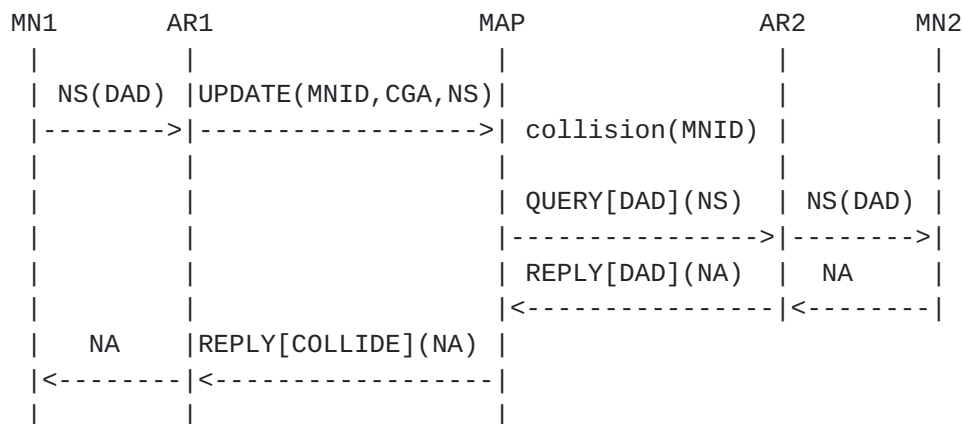 MN1 AR1 MAP AR2 MN2
NS(DAD) UPDATE(MNID,CGA,NS)
collision(MNID)
QUERY[DAD](NS) NS(DAD)
REPLY[DAD](NA) NA
NA REPLY[COLLIDE](NA)